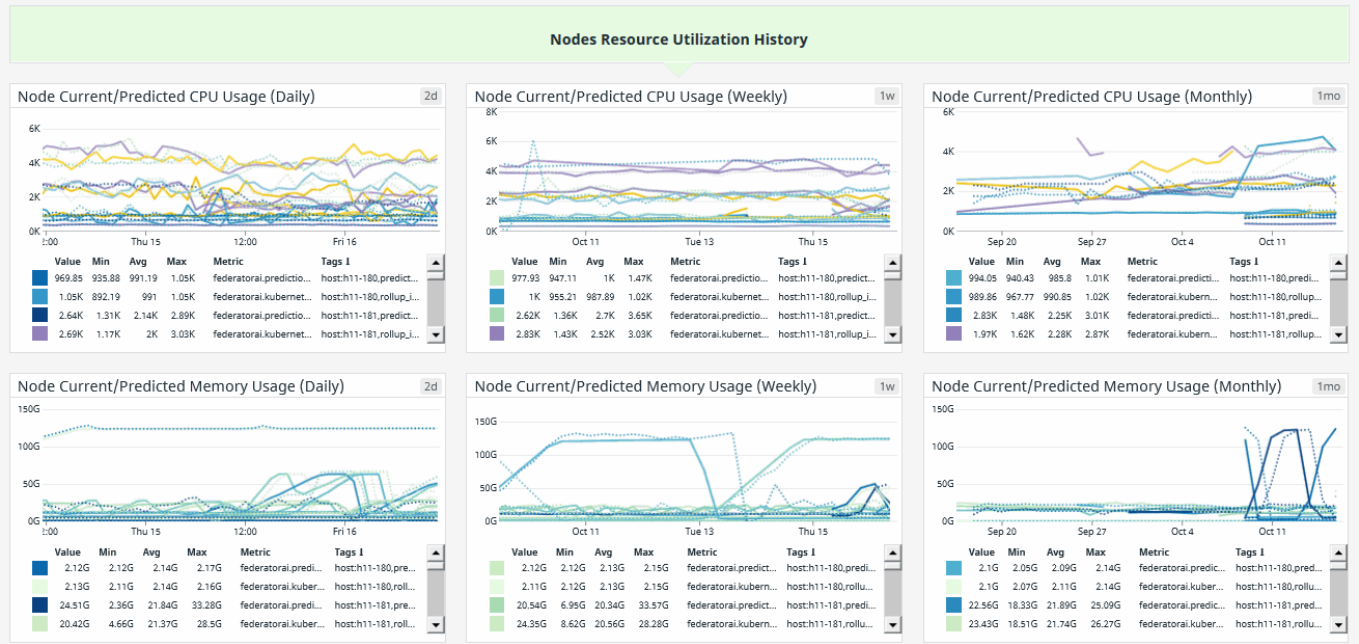 Nodes Resource Utilization History
Node Current/Predicted CPU Usage (Daily) 2d
6K
4K
2K
0K
:00 Thu 15 12:00 Fri 16
Value Min Avg Max Metric Tags
969.85 935.88 991.19 1.05K federatorai.predictio... host:h11-180,predict...
1.05K 892.19 991 1.05K federatorai.kubernet... host:h11-180,rollup_i...
2.64K 1.31K 2.14K 2.89K federatorai.predictio... host:h11-181,predict...
2.69K 1.17K 2K 3.03K federatorai.kubernet... host:h11-181,rollup_i...
Node Current/Predicted CPU Usage (Weekly) 1w
8K
6K
4K
2K
0K
Oct 11 Tue 13 Thu 15
Value Min Avg Max Metric Tags
977.93 947.11 1K 1.47K federatorai.predictio... host:h11-180,predict...
1K 955.21 987.89 1.02K federatorai.kubernet... host:h11-180,rollup_i...
2.62K 1.36K 2.7K 3.65K federatorai.predictio... host:h11-181,predict...
2.83K 1.43K 2.52K 3.03K federatorai.kubernet... host:h11-181,rollup_i...
Node Current/Predicted CPU Usage (Monthly) 1mo
6K
4K
2K
0K
Sep 20 Sep 27 Oct 4 Oct 11
Value Min Avg Max Metric Tags
994.05 940.43 985.8 1.01K federatorai.predicti... host:h11-180,predict...
989.86 967.77 990.85 1.02K federatorai.kubern... host:h11-180,rollup...
2.83K 1.48K 2.25K 3.01K federatorai.predicti... host:h11-181,predict...
1.97K 1.62K 2.28K 2.87K federatorai.kubern... host:h11-181,rollup...
Node Current/Predicted Memory Usage (Daily) 2d
150G
100G
50G
0G
:00 Thu 15 12:00 Fri 16
Value Min Avg Max Metric Tags
2.12G 2.12G 2.14G 2.17G federatorai.predi... host:h11-180,pre...
2.13G 2.11G 2.14G 2.16G federatorai.kuber... host:h11-180,roll...
24.51G 2.36G 21.84G 33.28G federatorai.predi... host:h11-181,pre...
20.42G 4.66G 21.37G 28.5G federatorai.kuber... host:h11-181,roll...
Node Current/Predicted Memory Usage (Weekly) 1w
150G
100G
50G
0G
Oct 11 Tue 13 Thu 15
Value Min Avg Max Metric Tags
2.12G 2.12G 2.13G 2.15G federatorai.predict... host:h11-180,predi...
2.11G 2.12G 2.13G 2.15G federatorai.kubern... host:h11-180,rollu...
20.54G 6.95G 20.34G 33.57G federatorai.predict... host:h11-181,predi...
24.35G 8.62G 20.56G 28.28G federatorai.kubern... host:h11-181,rollu...
Node Current/Predicted Memory Usage (Monthly) 1mo
150G
100G
50G
0G
Sep 20 Sep 27 Oct 4 Oct 11
Value Min Avg Max Metric Tags
2.1G 2.05G 2.09G 2.14G federatorai.predic... host:h11-180,pred...
2.1G 2.07G 2.11G 2.14G federatorai.kuber... host:h11-180,rollu...
22.56G 18.33G 21.89G 25.09G federatorai.predic... host:h11-181,pred...
23.43G 18.51G 21.74G 26.27G federatorai.kuber... host:h11-181,rollu...